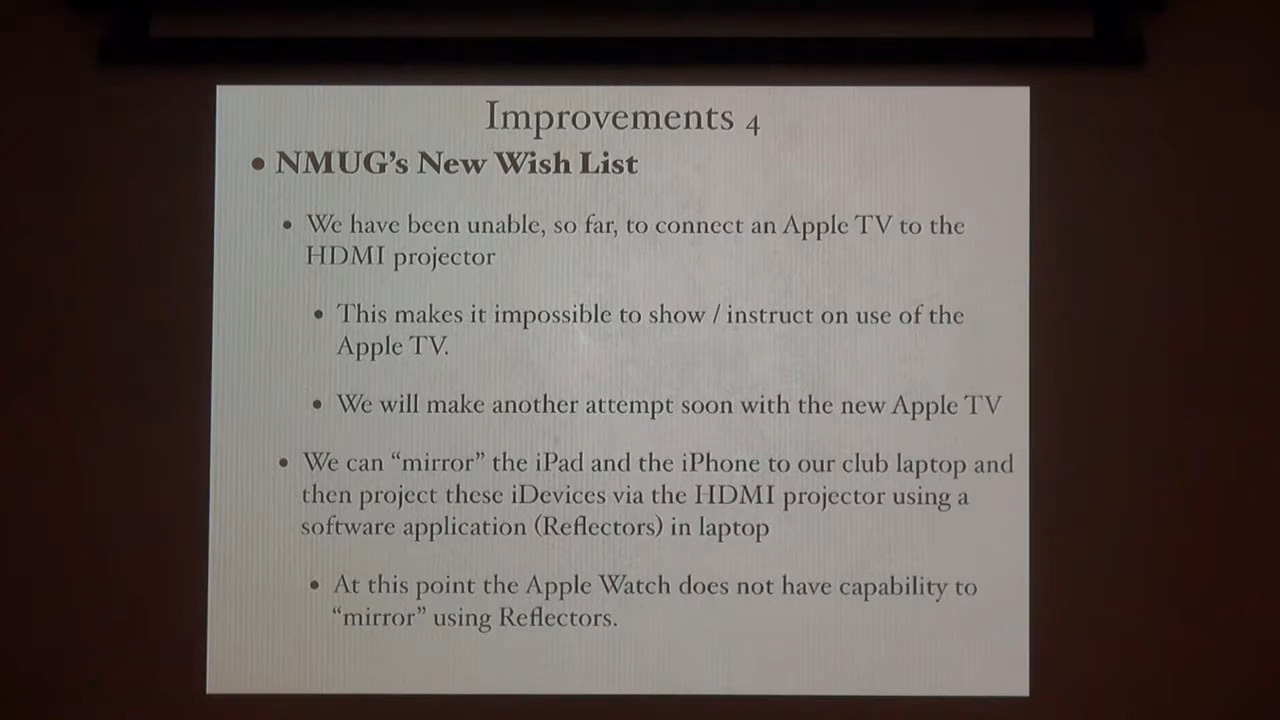 Improvements 4
• NMUG's New Wish List
• We have been unable, so far, to connect an Apple TV to the
HDMI projector
• This makes it impossible to show / instruct on use of the
Apple TV.
• We will make another attempt soon with the new Apple TV
• We can “mirror” the iPad and the iPhone to our club laptop and
then project these iDevices via the HDMI projector using a
software application (Reflectors) in laptop
• At this point the Apple Watch does not have capability to
“mirror” using Reflectors.